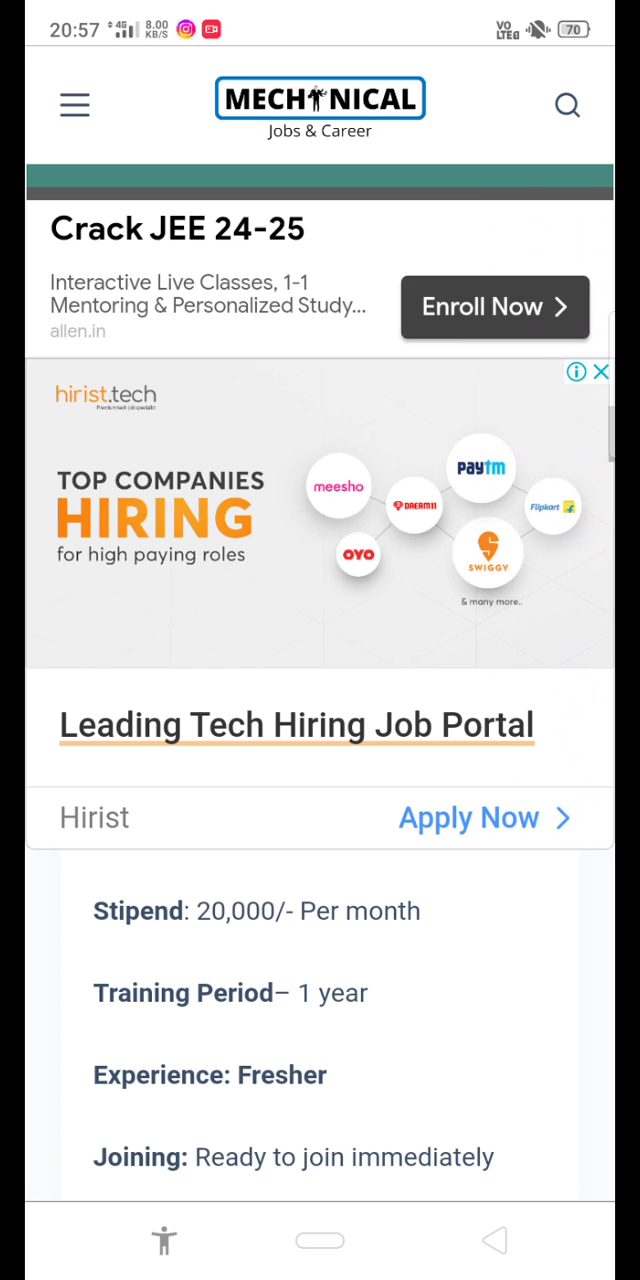 20:57 4G 8.00 KB/S VO LTE 70
MECHANICAL
Jobs & Career
Crack JEE 24-25
Interactive Live Classes, 1-1
Mentoring & Personalized Study...
allen.in
Enroll Now
hirist.tech
TOP COMPANIES
HIRING
for high paying roles
meesho
DREAM11
paytm
Flipkart
OYO
SWIGGY
& many more..
Leading Tech Hiring Job Portal
Hirist
Apply Now
Stipend: 20,000/- Per month
Training Period– 1 year
Experience: Fresher
Joining: Ready to join immediately